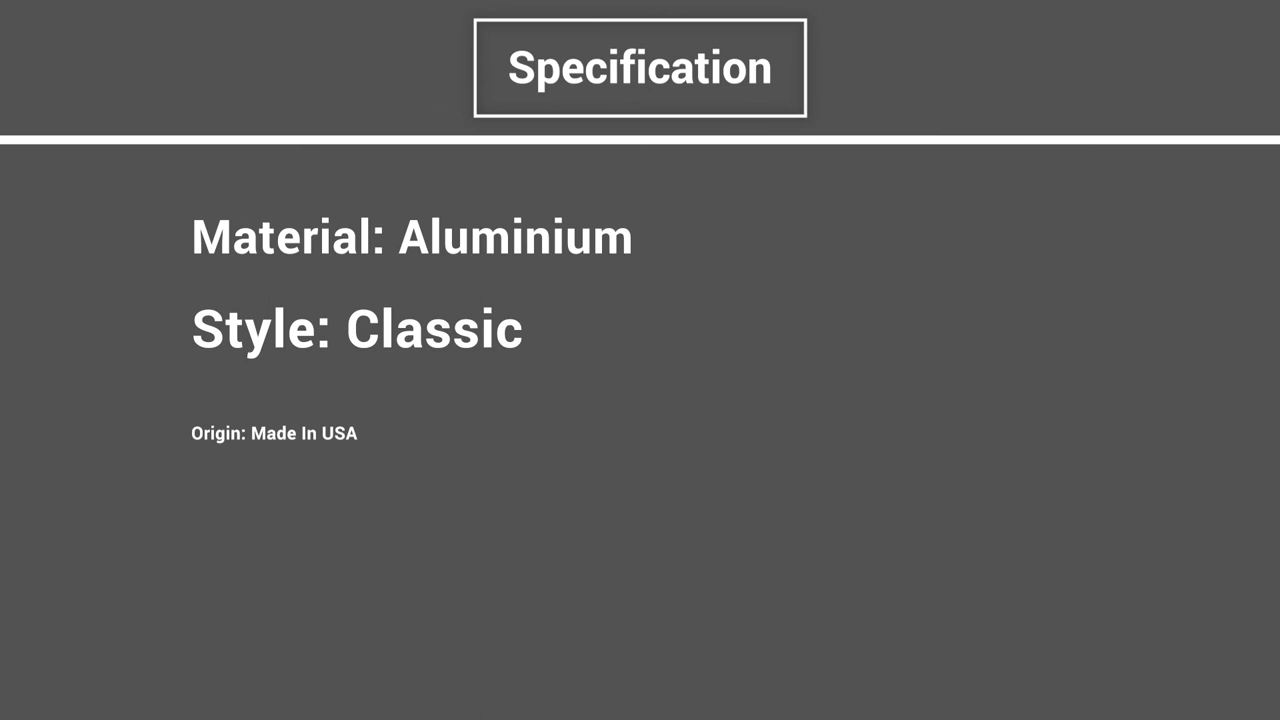 Specification
Material: Aluminium
Style: Classic
Origin: Made In USA